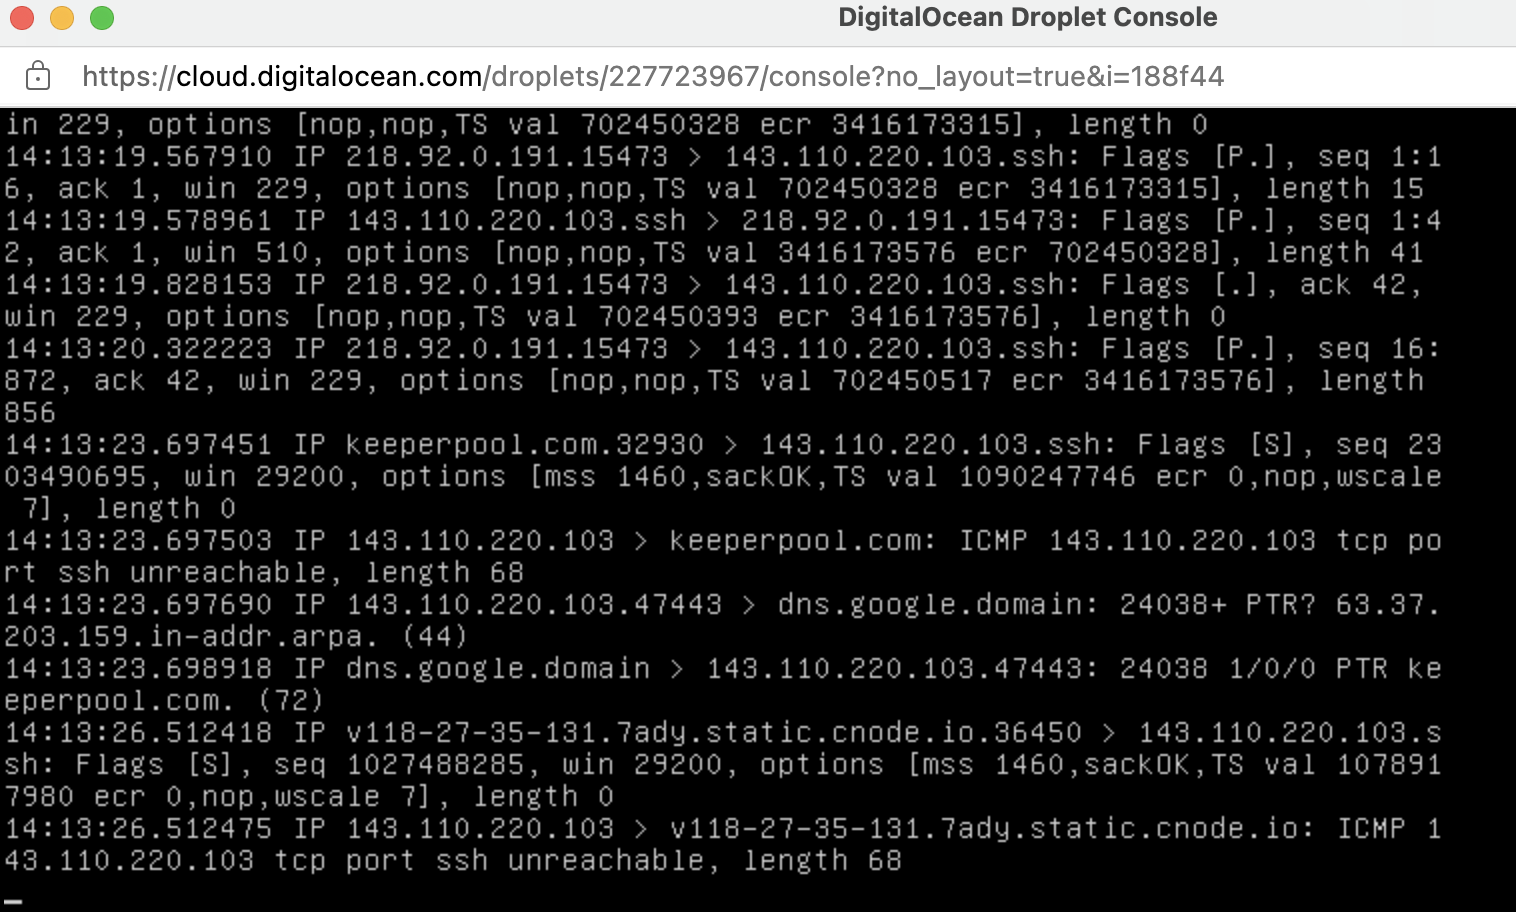 DigitalOcean Droplet Console
https://cloud.digitalocean.com/droplets/227723967/console?no_layout=true&i=188f44
in 229, options [nop,nop,TS val 702450328 ecr 3416173315], length 0
14:13:19.567910 IP 218.92.0.191.15473 > 143.110.220.103.ssh: Flags [P.], seq 1:1
6, ack 1, win 229, options [nop,nop,TS val 702450328 ecr 3416173315], length 15
14:13:19.578961 IP 143.110.220.103.ssh > 218.92.0.191.15473: Flags [P.], seq 1:4
2, ack 1, win 510, options [nop,nop,TS val 3416173576 ecr 702450328], length 41
14:13:19.828153 IP 218.92.0.191.15473 > 143.110.220.103.ssh: Flags [.], ack 42,
win 229, options [nop,nop,TS val 702450393 ecr 3416173576], length 0
14:13:20.322223 IP 218.92.0.191.15473 > 143.110.220.103.ssh: Flags [P.], seq 16:
872, ack 42, win 229, options [nop,nop,TS val 702450517 ecr 3416173576], length
856
14:13:23.697451 IP keeperpool.com.32930 > 143.110.220.103.ssh: Flags [S], seq 23
03490695, win 29200, options [mss 1460,sackOK,TS val 1090247746 ecr 0,nop,wscale
 7], length 0
14:13:23.697503 IP 143.110.220.103 > keeperpool.com: ICMP 143.110.220.103 tcp po
rt ssh unreachable, length 68
14:13:23.697690 IP 143.110.220.103.47443 > dns.google.domain: 24038+ PTR? 63.37.
203.159.in-addr.arpa. (44)
14:13:23.698918 IP dns.google.domain > 143.110.220.103.47443: 24038 1/0/0 PTR ke
eperpool.com. (72)
14:13:26.512418 IP v118-27-35-131.7ady.static.cnode.io.36450 > 143.110.220.103.s
sh: Flags [S], seq 1027488285, win 29200, options [mss 1460,sackOK,TS val 107891
7980 ecr 0,nop,wscale 7], length 0
14:13:26.512475 IP 143.110.220.103 > v118-27-35-131.7ady.static.cnode.io: ICMP 1
43.110.220.103 tcp port ssh unreachable, length 68